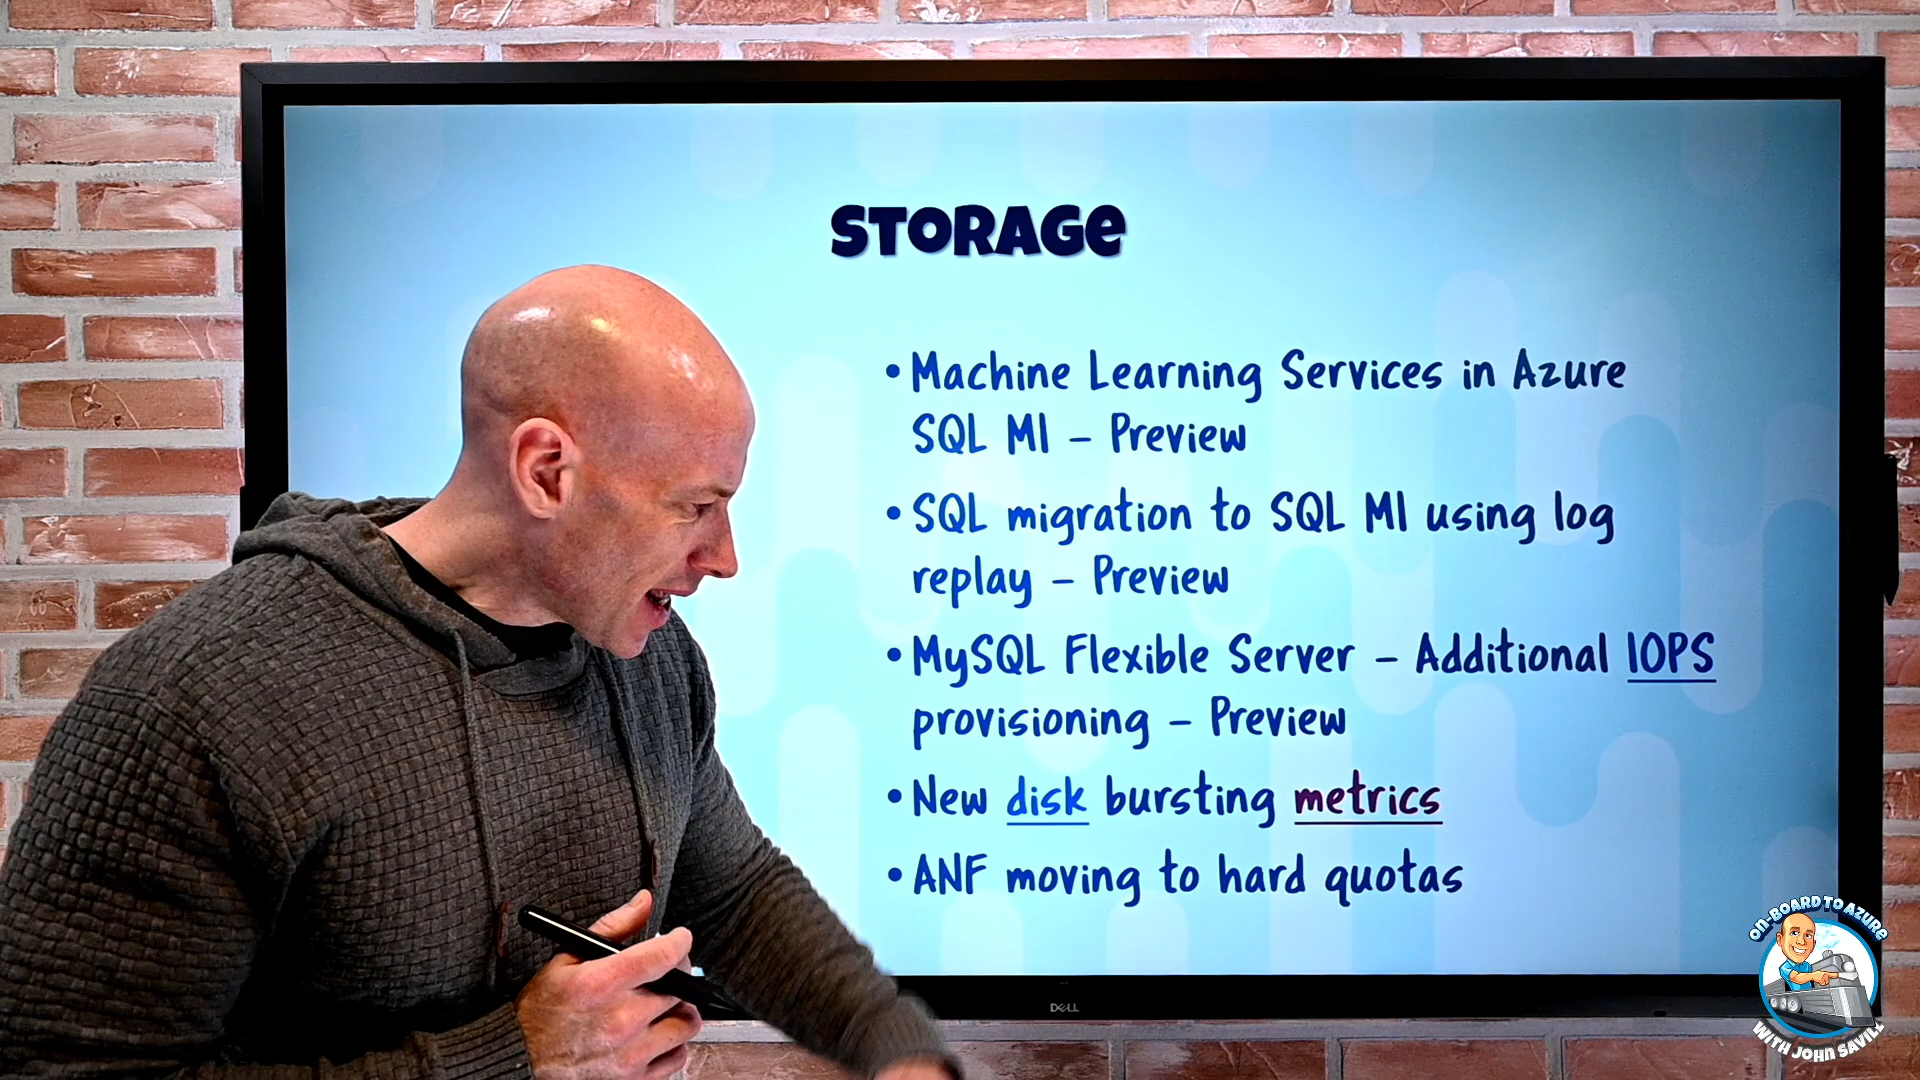 STORAGe
• Machine Learning Services in Azure
SQL MI – Preview
• SQL migration to SQL MI using log
replay – Preview
• MySQL Flexible Server – Additional IOPS
provisioning – Preview
• New disk bursting metrics
• ANF moving to hard quotas
DELL
ON-BOARD TO AZURe
WITH JOHN SAVILL